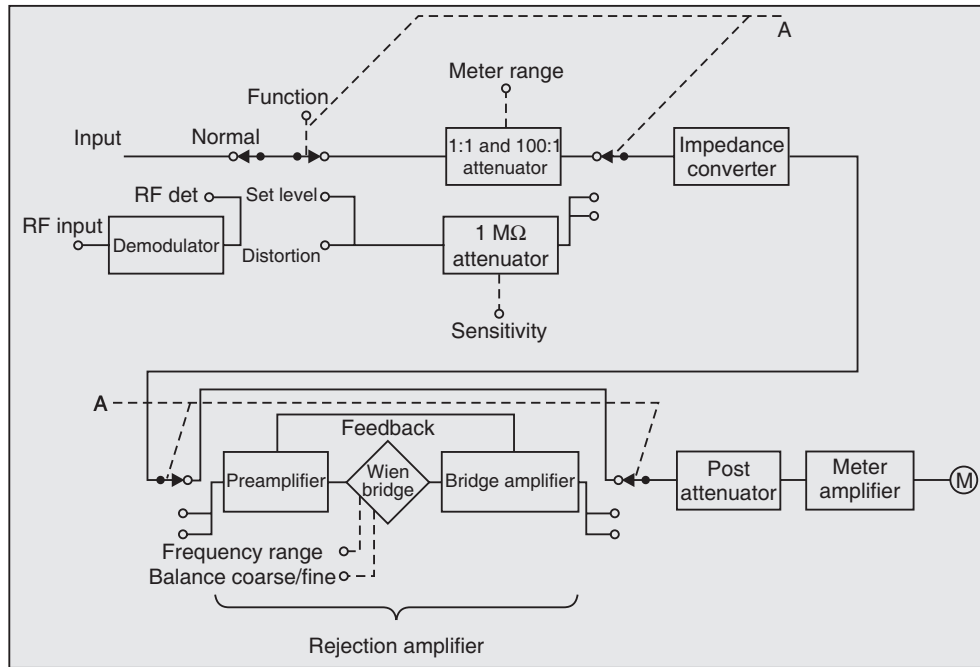 A
Meter range
Function
Input
Normal
1:1 and 100:1
attenuator
Impedance
converter
RF det
Set level
RF input
Demodulator
Distortion
1 MΩ
attenuator
Sensitivity
A
Feedback
Preamplifier
Wien
bridge
Bridge amplifier
Post
attenuator
Meter
amplifier
M
Frequency range
Balance coarse/fine
Rejection amplifier